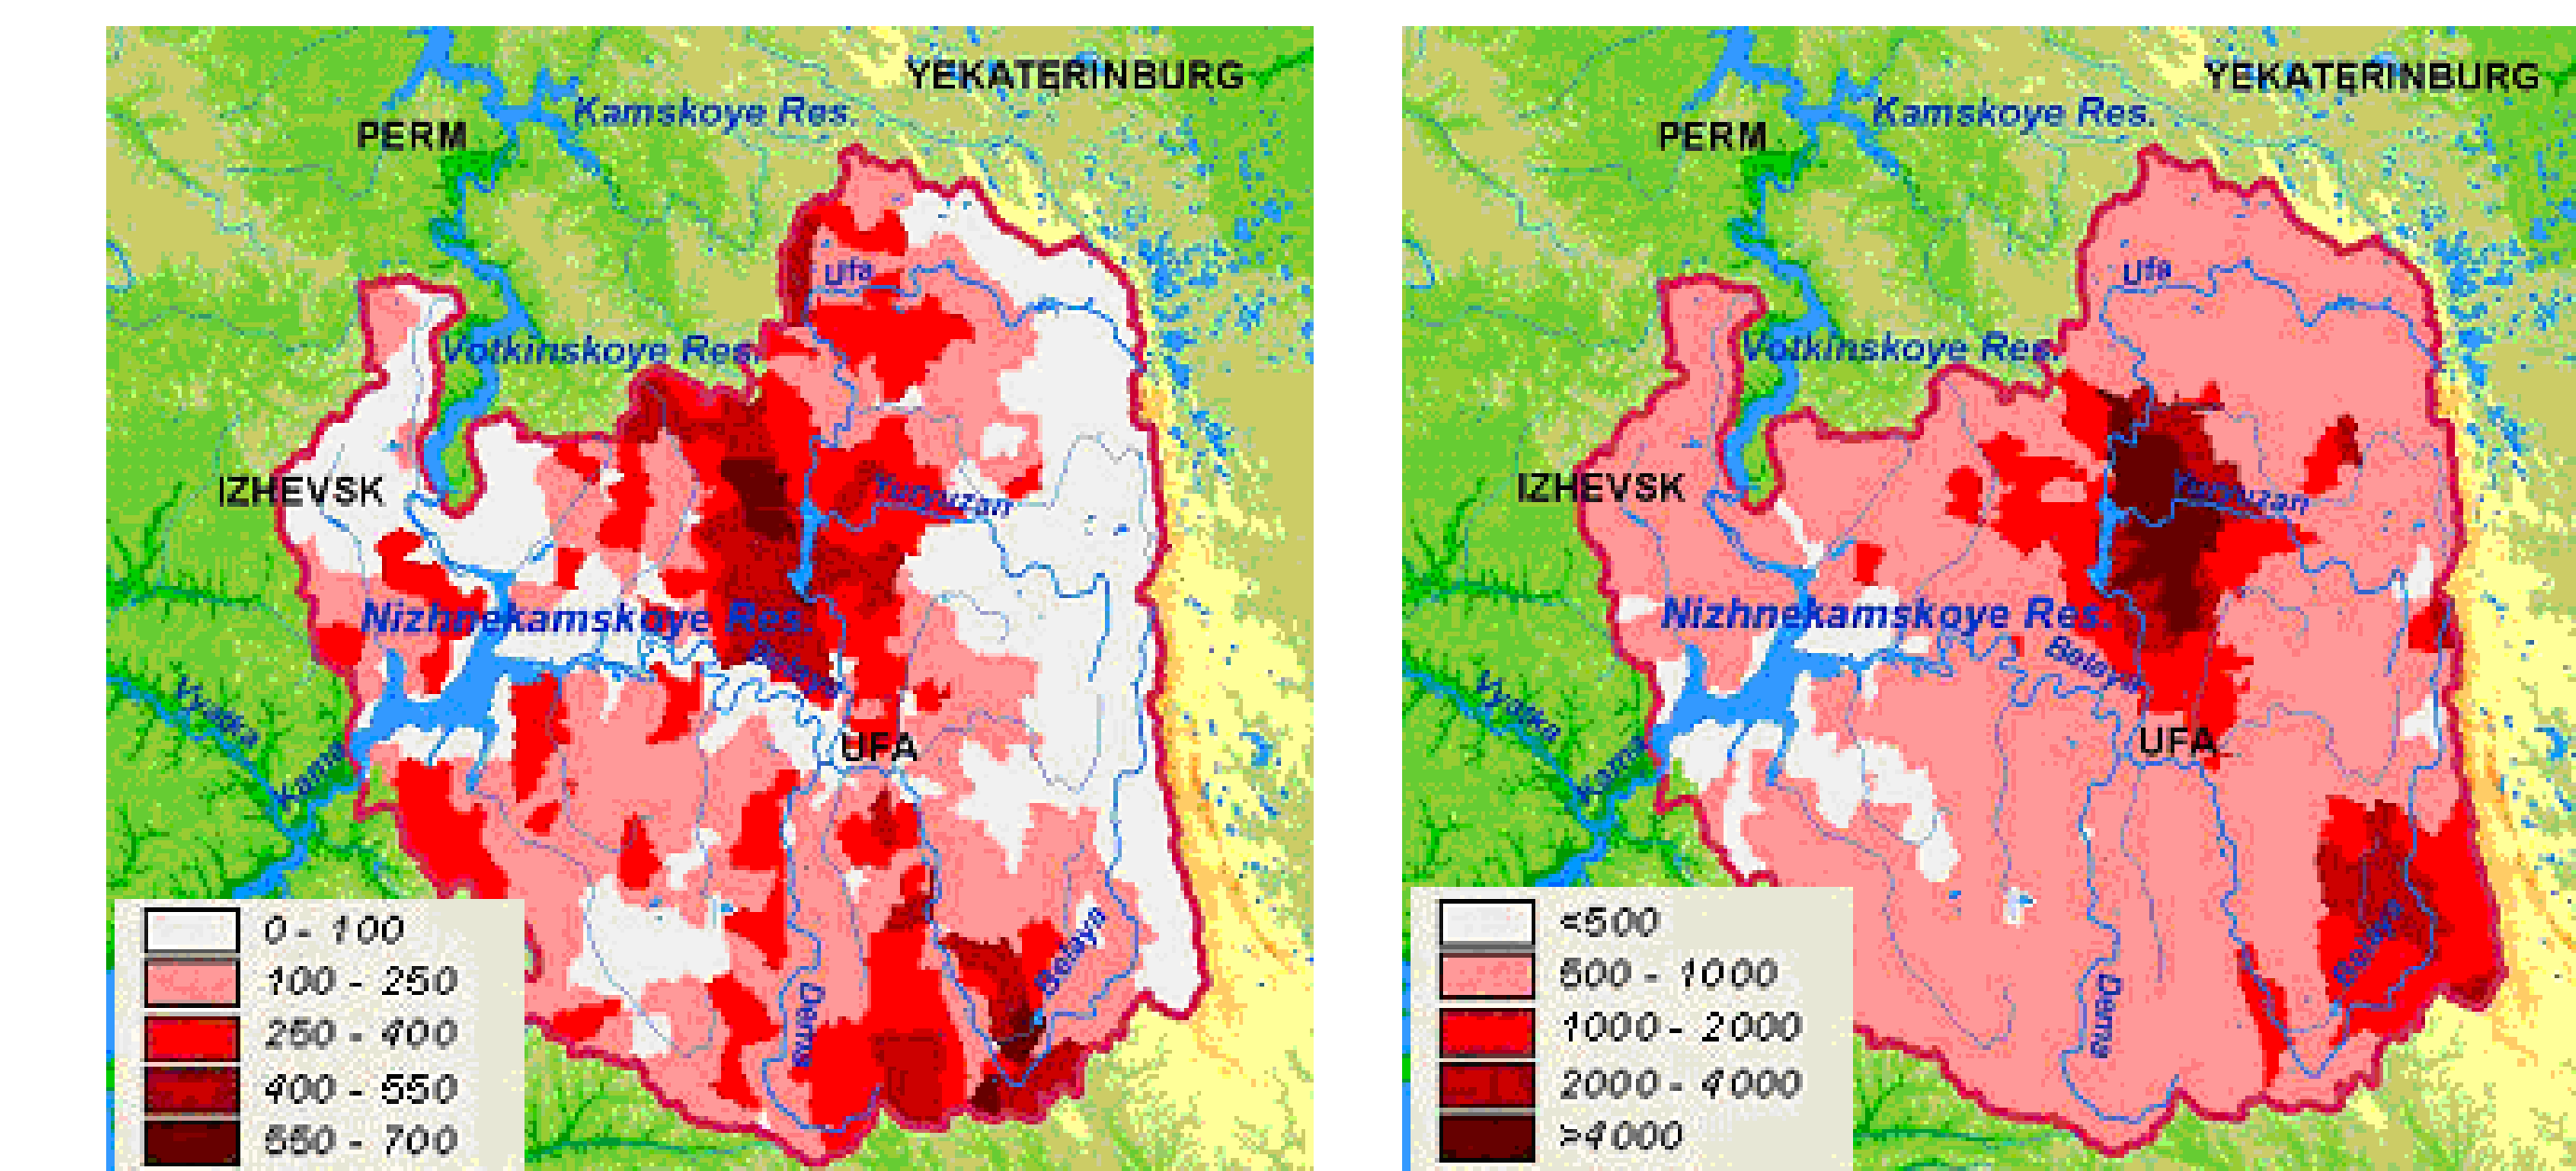 YEKATERINBURG
Kamskoye Res.
PERM
Ufa
Votkinskoye Res.
IZHEVSK
Yuryuzan
Nizhnekamskoye Res.
Belaya
Vyatka
UFA
Kama
Belaya
Dema
0 - 100
100 - 250
250 - 400
400 - 550
550 - 700
YEKATERINBURG
Kamskoye Res.
PERM
Ufa
Votkinskoye Res.
IZHEVSK
Yuryuzan
Nizhnekamskoye Res.
Belaya
Vyatka
UFA
Kama
Belaya
Dema
<500
500 - 1000
1000 - 2000
2000 - 4000
>4000